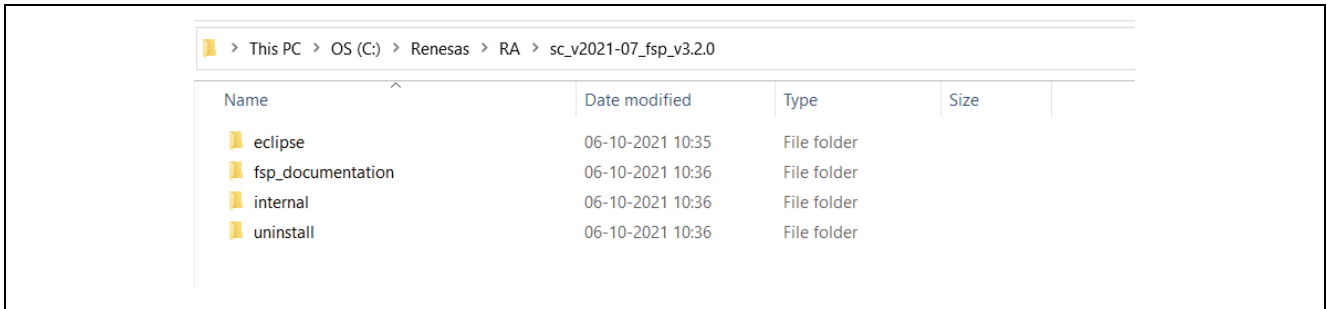 > This PC > OS (C:) > Renesas > RA > sc_v2021-07_fsp_v3.2.0
Name Date modified Type Size
eclipse 06-10-2021 10:35 File folder
fsp_documentation 06-10-2021 10:36 File folder
internal 06-10-2021 10:36 File folder
uninstall 06-10-2021 10:36 File folder